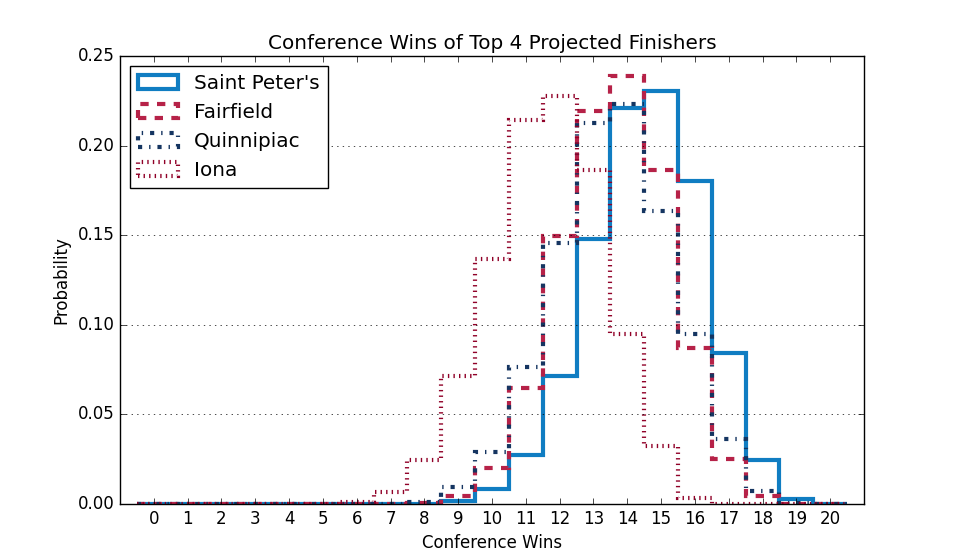 Conference Wins of Top 4 Projected Finishers
0.25
0.20
0.15
0.10
0.05
0.00
Probability
Saint Peter's
Fairfield
Quinnipiac
Iona
0 1 2 3 4 5 6 7 8 9 10 11 12 13 14 15 16 17 18 19 20
Conference Wins